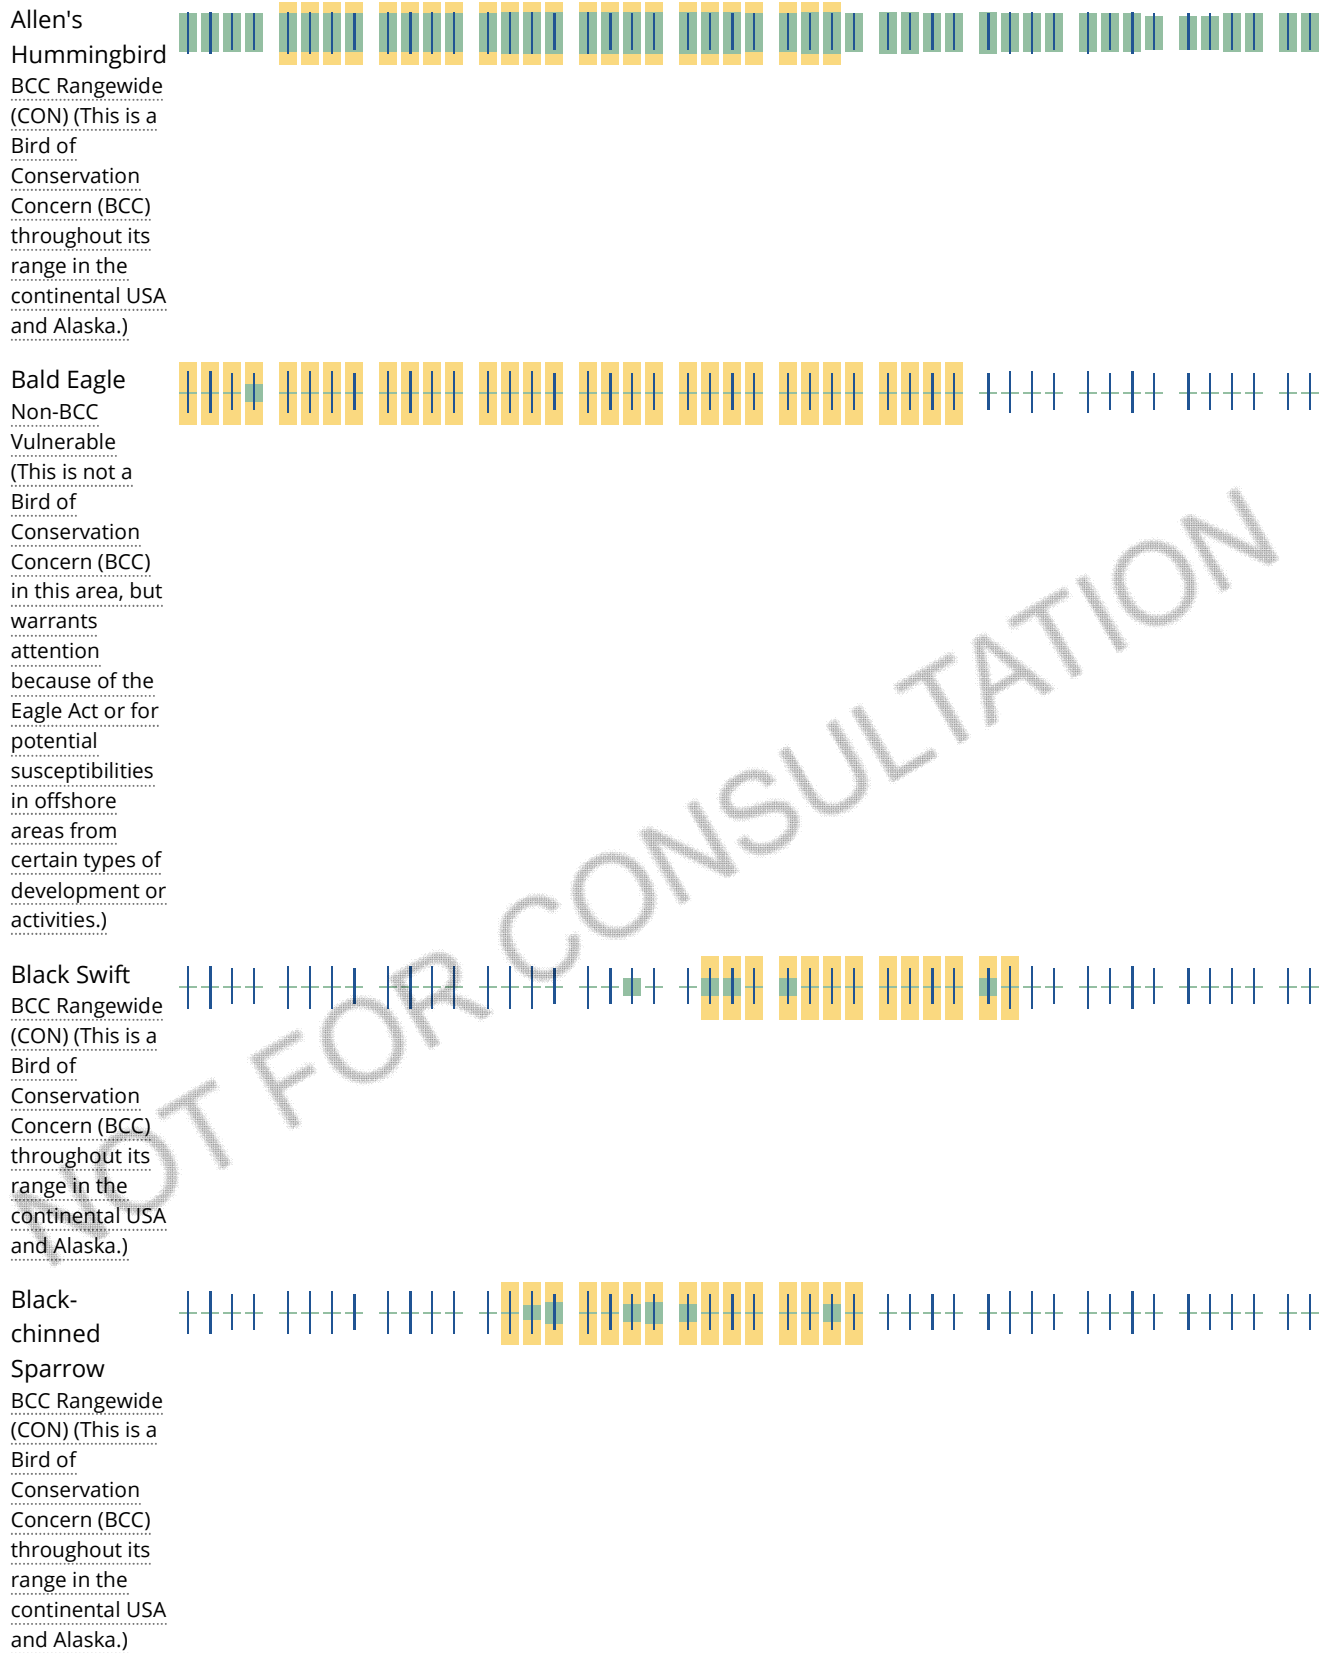 Allen's
Hummingbird
BCC Rangewide
(CON) (This is a
Bird of
Conservation
Concern (BCC)
throughout its
range in the
continental USA
and Alaska.)
Bald Eagle
Non-BCC
Vulnerable
(This is not a
Bird of
Conservation
Concern (BCC)
in this area, but
warrants
attention
because of the
Eagle Act or for
potential
susceptibilities
in offshore
areas from
certain types of
development or
activities.)
Black Swift
BCC Rangewide
(CON) (This is a
Bird of
Conservation
Concern (BCC)
throughout its
range in the
continental USA
and Alaska.)
Black-
chinned
Sparrow
BCC Rangewide
(CON) (This is a
Bird of
Conservation
Concern (BCC)
throughout its
range in the
continental USA
and Alaska.)
NOT FOR CONSULTATION